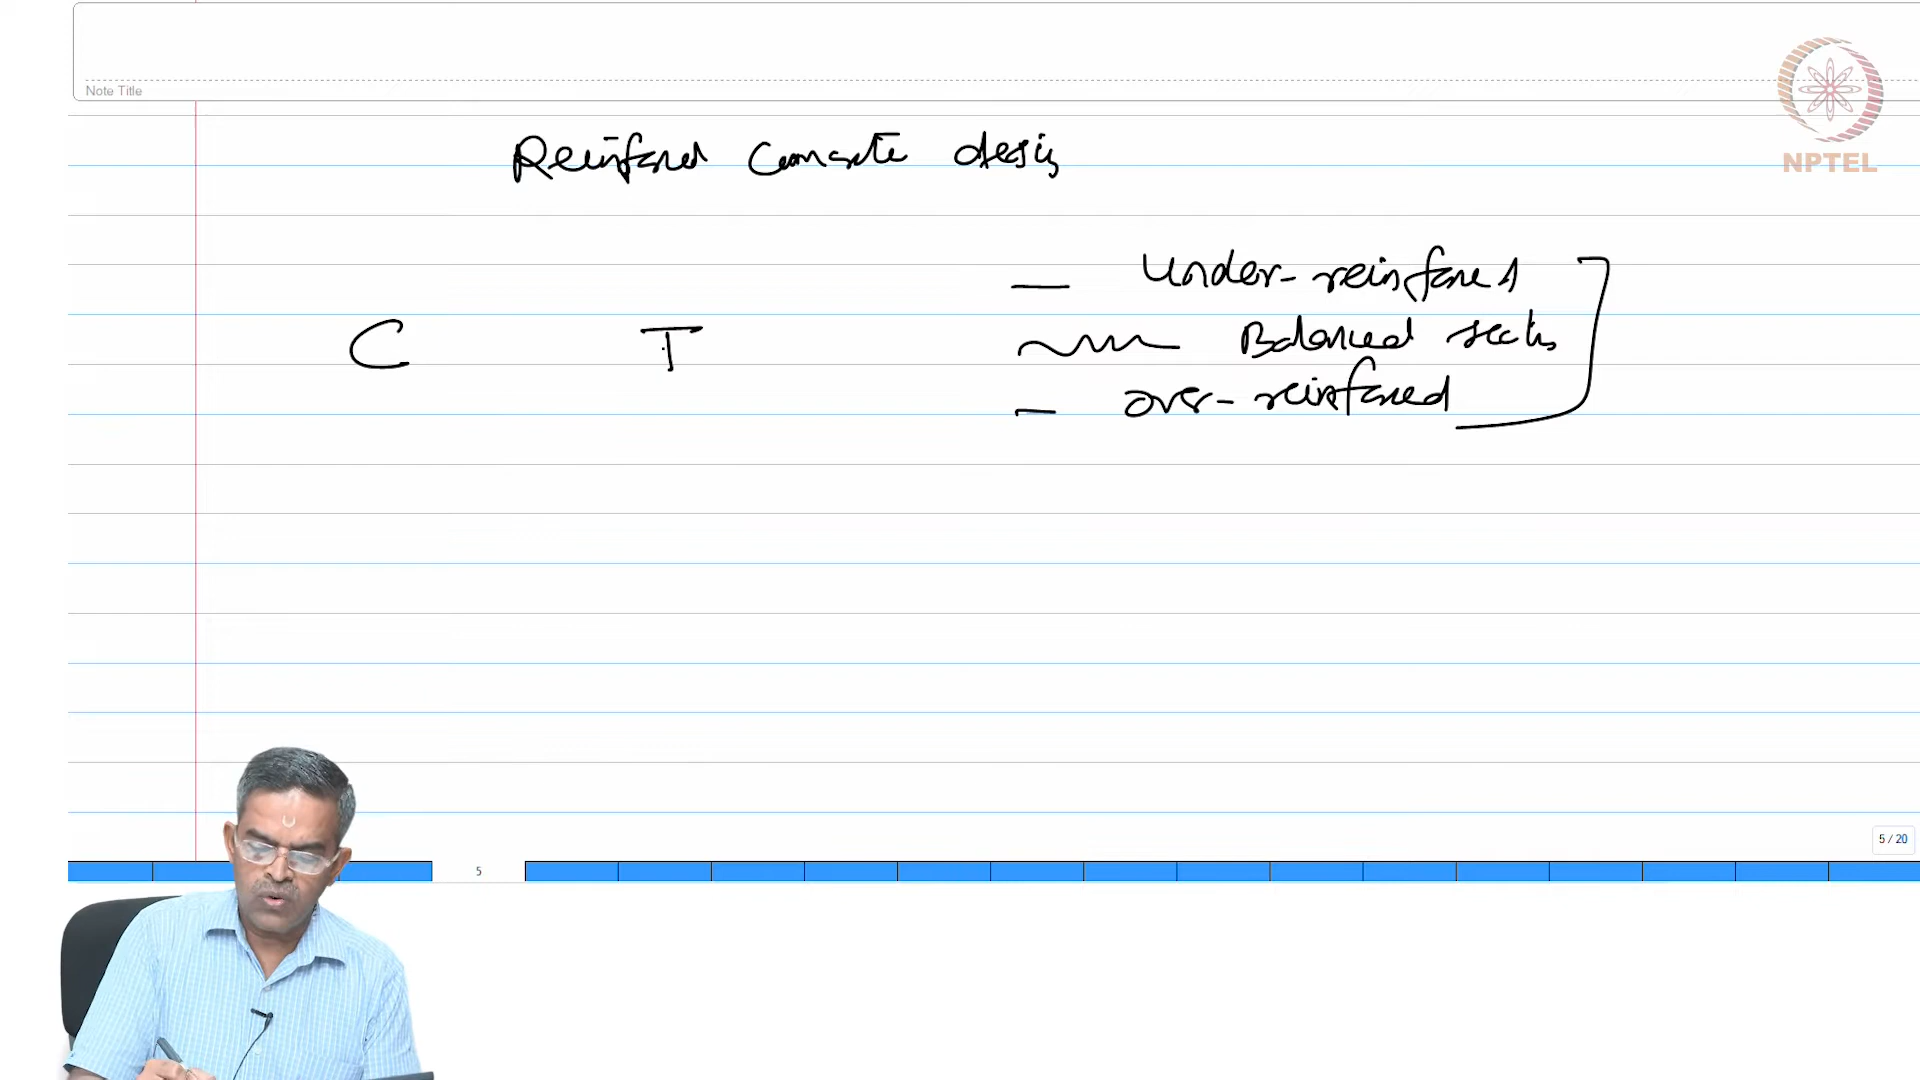 NPTEL
Note Title
Reinforced Concrete design
— under-reinforced
C T Balanced section
— over-reinforced
5 / 20
5